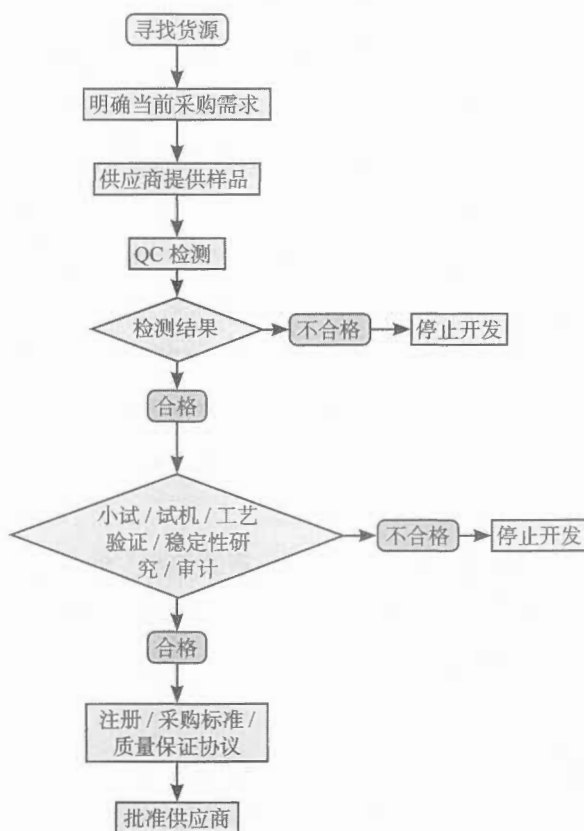 寻找货源
明确当前采购需求
供应商提供样品
QC 检测
检测结果
不合格
停止开发
合格
小试 / 试机 / 工艺
验证 / 稳定性研
究 / 审计
不合格
停止开发
合格
注册 / 采购标准 /
质量保证协议
批准供应商